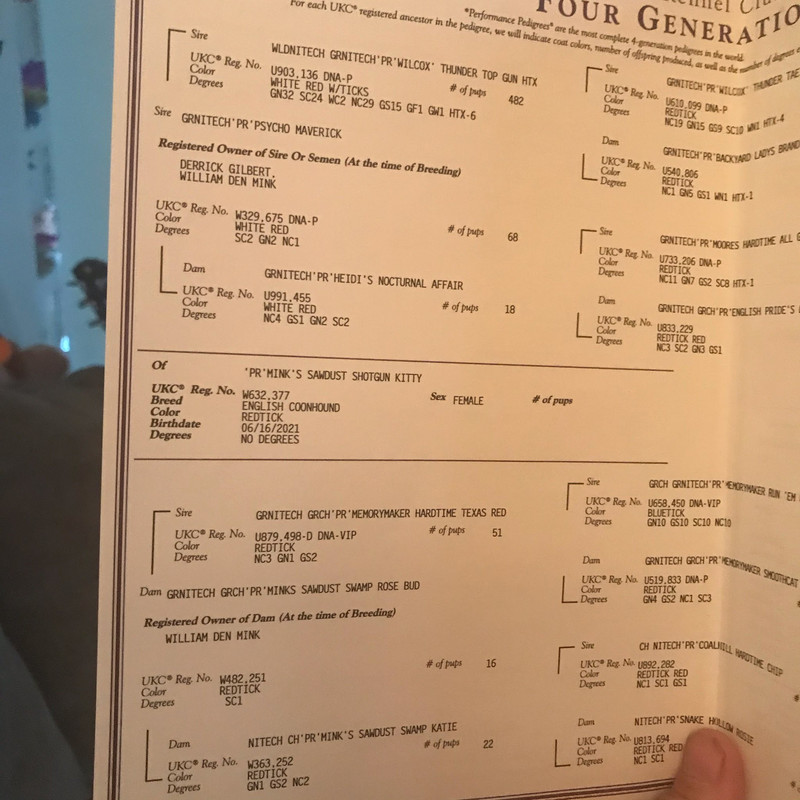 Kennel Clu
FOUR GENERATIO
*Performance Pedigrees* are the most complete 4-generation pedigrees in the world.
For each UKC® registered ancestor in the pedigree, we will indicate coat colors, number of offspring produced, as well as the number of degrees
Sire
WLDNITECH GRNITECH'PR'WILCOX' THUNDER TOP GUN HTX
UKC® Reg. No. U903,136 DNA-P
Color WHITE RED W/TICKS # of pups 482
Degrees GN32 SC24 WC2 NC29 GS15 GF1 GW1 HTX-6
Sire GRNITECH'PR'PSYCHO MAVERICK
Registered Owner of Sire Or Semen (At the time of Breeding)
DERRICK GILBERT,
WILLIAM DEN MINK
UKC® Reg. No. W329,675 DNA-P
Color WHITE RED # of pups 68
Degrees SC2 GN2 NC1
Dam GRNITECH'PR'HEIDI'S NOCTURNAL AFFAIR
UKC® Reg. No. U991,455
Color WHITE RED # of pups 18
Degrees NC4 GS1 GN2 SC2
Sire GRNITECH'PR'WILCOX' THUNDER
UKC® Reg. No. U610,099 DNA-P
Color REDTICK
Degrees NC19 GN15 GS9 SC10 WN1 HTX-4
Dam GRNITECH'PR'BACKYARD LADYS BRAND
UKC® Reg. No. U540,806
Color REDTICK
Degrees NC1 GN5 GS1 WN1 HTX-1
Sire GRNITECH'PR'MOORES HARDTIME ALL
UKC® Reg. No. U733,206 DNA-P
Color REDTICK
Degrees NC11 GN7 GS2 SC8 HTX-1
Dam GRNITECH GRCH'PR'ENGLISH PRIDE'S
UKC® Reg. No. U833,229
Color REDTICK RED
Degrees NC3 SC2 GN3 GS1
Of 'PR'MINK'S SAWDUST SHOTGUN KITTY
UKC® Reg. No. W632,377
Breed ENGLISH COONHOUND Sex FEMALE # of pups
Color REDTICK
Birthdate 06/16/2021
Degrees NO DEGREES
Sire GRNITECH GRCH'PR'MEMORYMAKER HARDTIME TEXAS RED
UKC® Reg. No. U879,498-D DNA-VIP # of pups 51
Color REDTICK
Degrees NC3 GN1 GS2
Dam GRNITECH GRCH'PR'MINKS SAWDUST SWAMP ROSE BUD
Registered Owner of Dam (At the time of Breeding)
WILLIAM DEN MINK
# of pups 16
UKC® Reg. No. W482,251
Color REDTICK
Degrees SC1
Dam NITECH CH'PR'MINK'S SAWDUST SWAMP KATIE
# of pups 22
UKC® Reg. No. W363,252
Color REDTICK
Degrees GN1 GS2 NC2
Sire GRCH GRNITECH'PR'MEMORYMAKER RUN 'EM
UKC® Reg. No. U658,450 DNA-VIP
Color BLUETICK
Degrees GN10 GS10 SC10 NC10
Dam GRNITECH GRCH'PR'MEMORYMAKER SMOOTHCAT
UKC® Reg. No. U519,833 DNA-P
Color REDTICK
Degrees GN4 GS2 NC1 SC3
Sire CH NITECH'PR'COALHILL HARDTIME CHIP
UKC® Reg. No. U892,282
Color REDTICK RED
Degrees NC1 SC1 GS1
Dam NITECH'PR'SNAKE HOLLOW ROSIE
UKC® Reg. No. U813,694
Color REDTICK RED
Degrees NC1 SC1